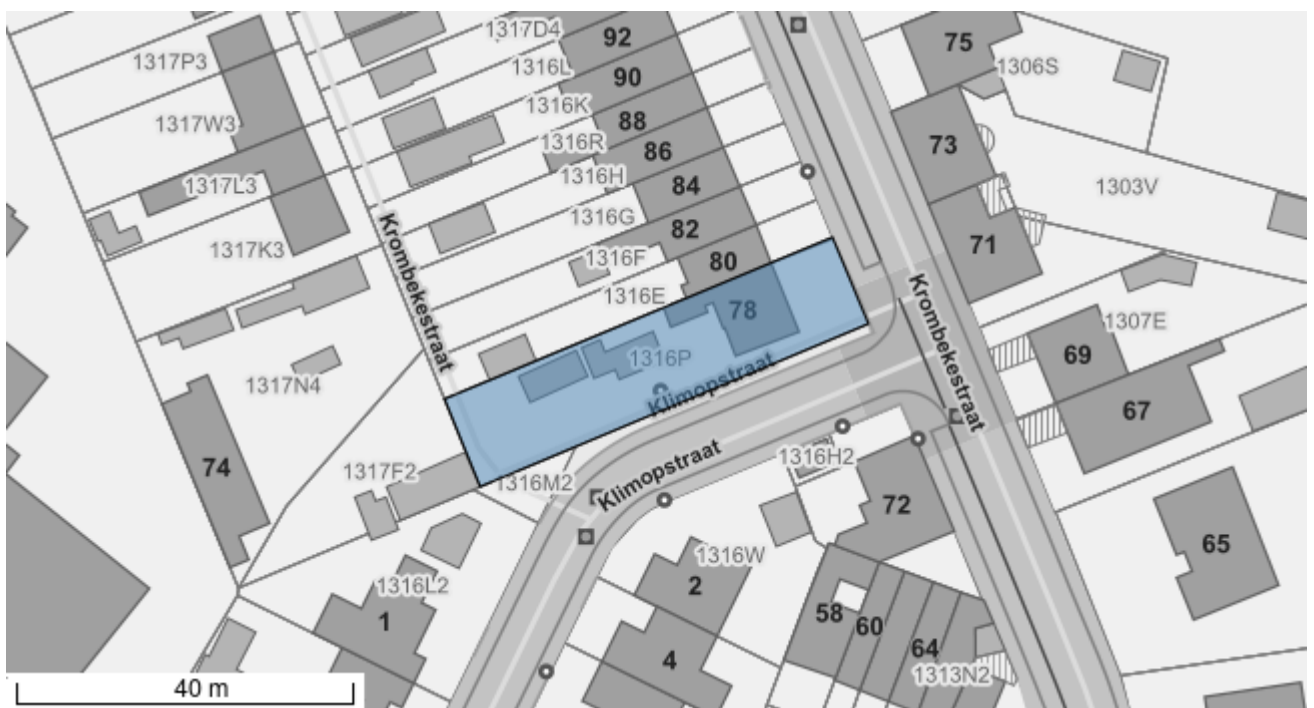 1317D4
92
75
1317P3
1316L
1306S
90
1316K
88
1317W3
73
1316R
86
1316H
84
1317L3
1303V
1316G
82
71
1317K3
Krombekestraat
1316F
80
1316E
78
Krombekestraat
1307E
1316P
69
Klimopstraat
1317N4
67
1316H2
Klimopstraat
74
1317F2
1316M2
72
65
1316W
2
1316L2
58
60
1
64
4
1313N2
40 m